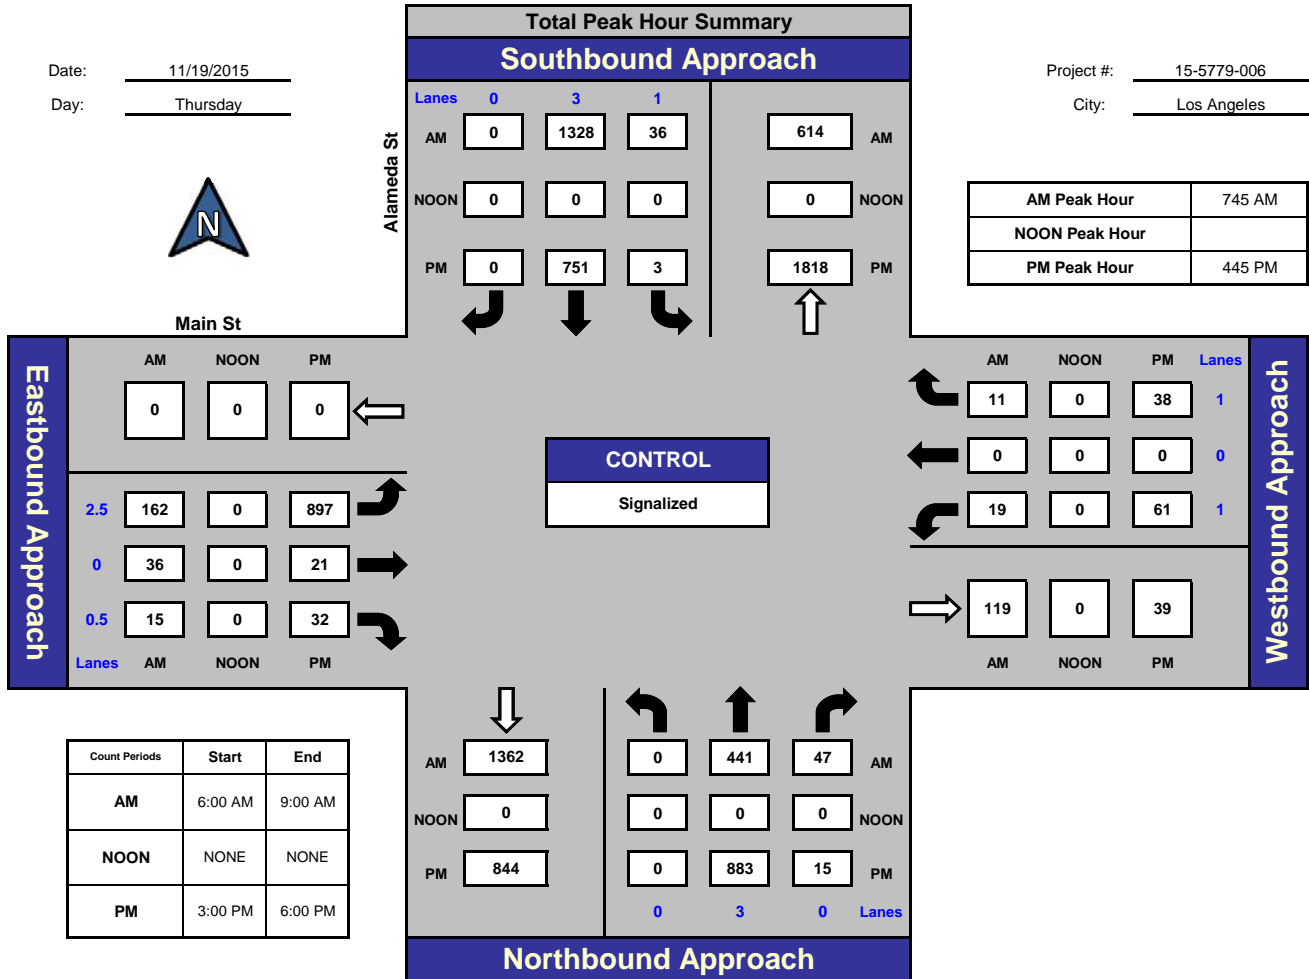 Total Peak Hour Summary
Southbound Approach
Date: 11/19/2015
Day: Thursday
Project #: 15-5779-006
City: Los Angeles
N
Alameda St
Lanes 0 3 1
AM 0 1328 36 614 AM
NOON 0 0 0 0 NOON
PM 0 751 3 1818 PM
AM Peak Hour 745 AM
NOON Peak Hour
PM Peak Hour 445 PM
Main St
Eastbound Approach
AM NOON PM
0 0 0
2.5 162 0 897
0 36 0 21
0.5 15 0 32
Lanes AM NOON PM
CONTROL
Signalized
AM NOON PM Lanes
11 0 38 1
0 0 0 0
19 0 61 1
119 0 39
AM NOON PM
Westbound Approach
Count Periods Start End
AM 6:00 AM 9:00 AM
NOON NONE NONE
PM 3:00 PM 6:00 PM
AM 1362 0 441 47 AM
NOON 0 0 0 0 NOON
PM 844 0 883 15 PM
0 3 0 Lanes
Northbound Approach